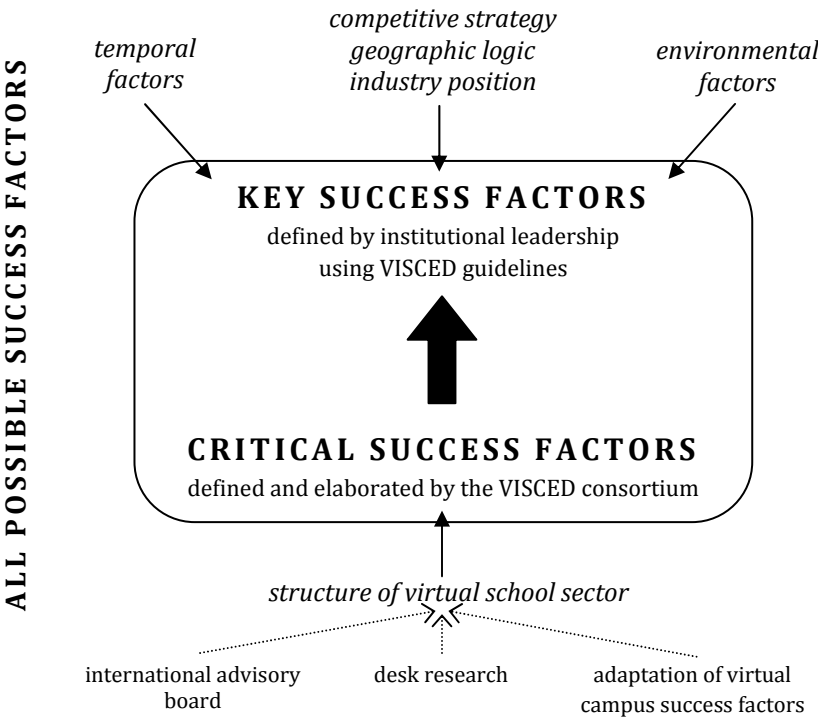 ALL POSSIBLE SUCCESS FACTORS
temporal
factors
competitive strategy
geographic logic
industry position
environmental
factors
KEY SUCCESS FACTORS
defined by institutional leadership
using VISCED guidelines
CRITICAL SUCCESS FACTORS
defined and elaborated by the VISCED consortium
structure of virtual school sector
international advisory
board
desk research
adaptation of virtual
campus success factors